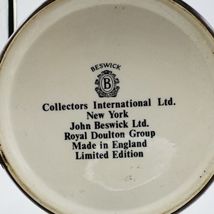 BESWICK
B
Collectors International Ltd.
New York
John Beswick Ltd.
Royal Doulton Group
Made in England
Limited Edition